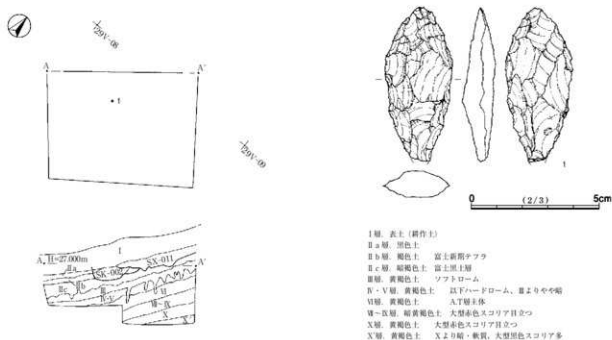 29V-08
A
A'
1
29V-09
1
0
(2/3)
5cm
A
H=27.000m
A'
I
SX-011
SK-002
Ⅱa
Ⅱb
Ⅱc
Ⅲ
Ⅳ·Ⅴ
Ⅶ~Ⅸ
X
X'
Ⅰ層 表土(耕作土)
Ⅱa層 黒色土
Ⅱb層 褐色土 富士新期テフラ
Ⅱc層 暗褐色土 富士黒土層
Ⅲ層 黄褐色土 ソフトローム
Ⅳ・Ⅴ層 黄褐色土 以下ハードローム、Ⅲよりやや暗
Ⅵ層 黄褐色土 A.T層主体
Ⅶ~Ⅸ層 暗黄褐色土 大型赤色スコリア目立つ
X層 黄褐色土 大型赤色スコリア目立つ
X'層 黄褐色土 Xより暗・軟質、大型黒色スコリア多